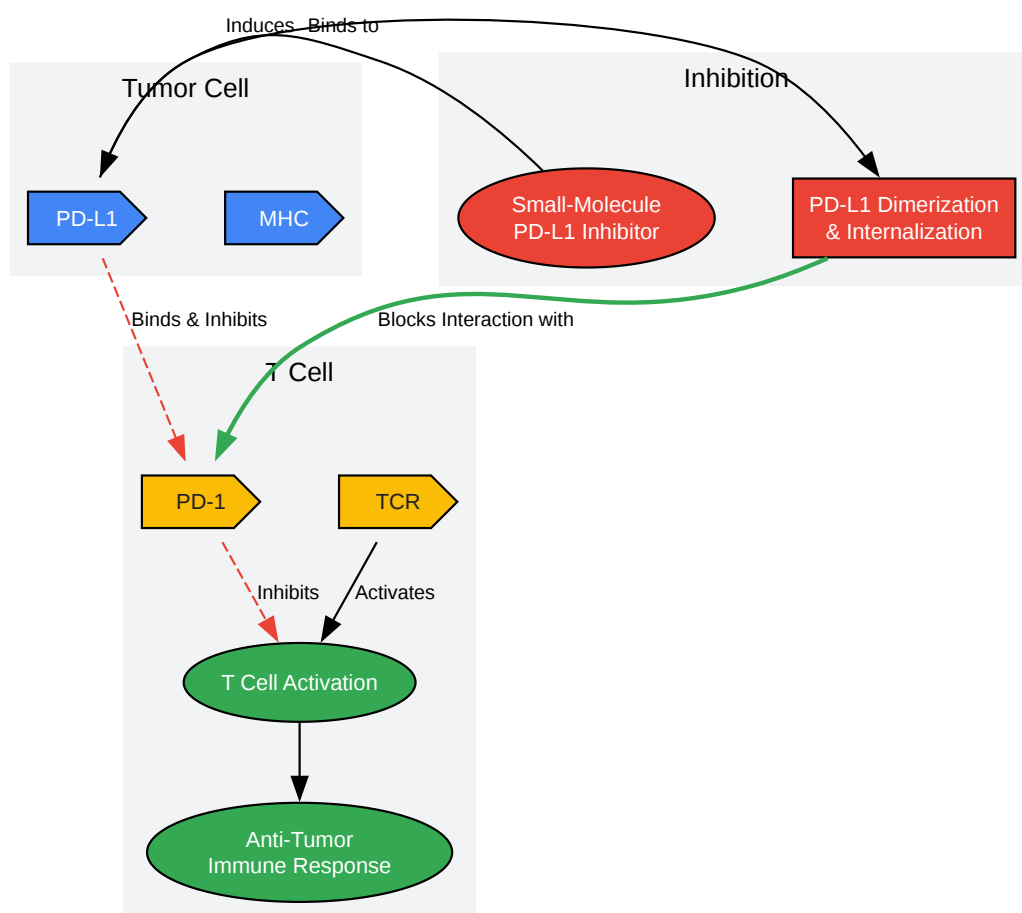 Induces
Binds to
Tumor Cell
Inhibition
PD-L1
MHC
Small-Molecule
PD-L1 Inhibitor
PD-L1 Dimerization
& Internalization
Binds & Inhibits
Blocks Interaction with
T Cell
PD-1
TCR
Inhibits
Activates
T Cell Activation
Anti-Tumor
Immune Response